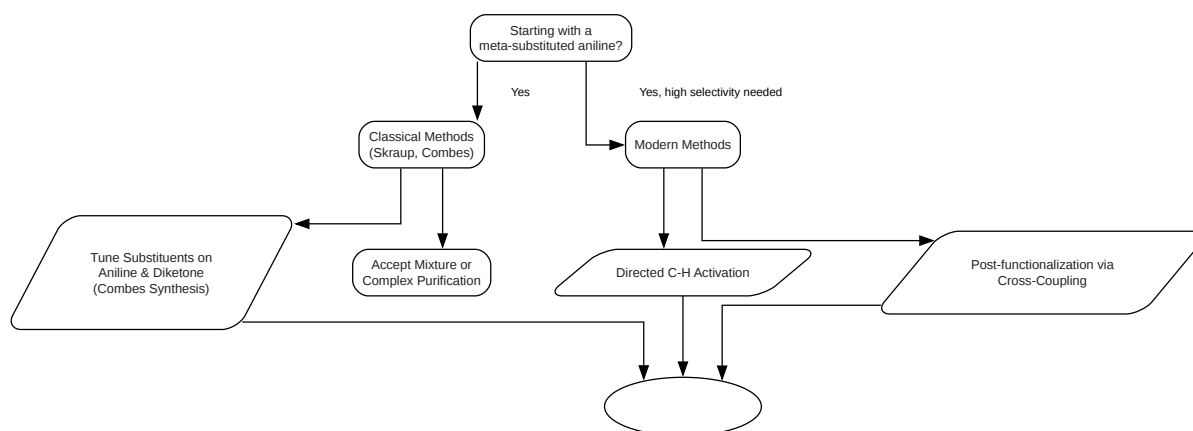 Starting with a
meta-substituted aniline?
Yes
Yes, high selectivity needed
Classical Methods
(Skraup, Combes)
Modern Methods
Tune Substituents on
Aniline & Diketone
(Combes Synthesis)
Accept Mixture or
Complex Purification
Directed C-H Activation
Post-functionalization via
Cross-Coupling